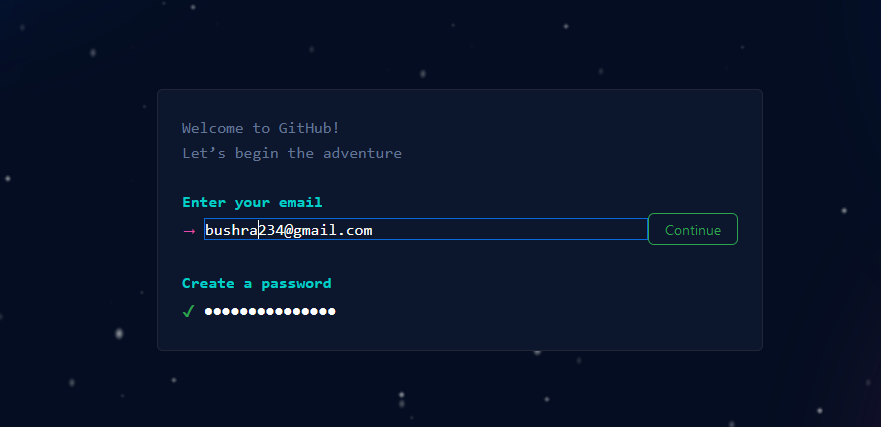 Welcome to GitHub!
Let’s begin the adventure
Enter your email
→ bushra234@gmail.com Continue
Create a password
✓ •••••••••••••••